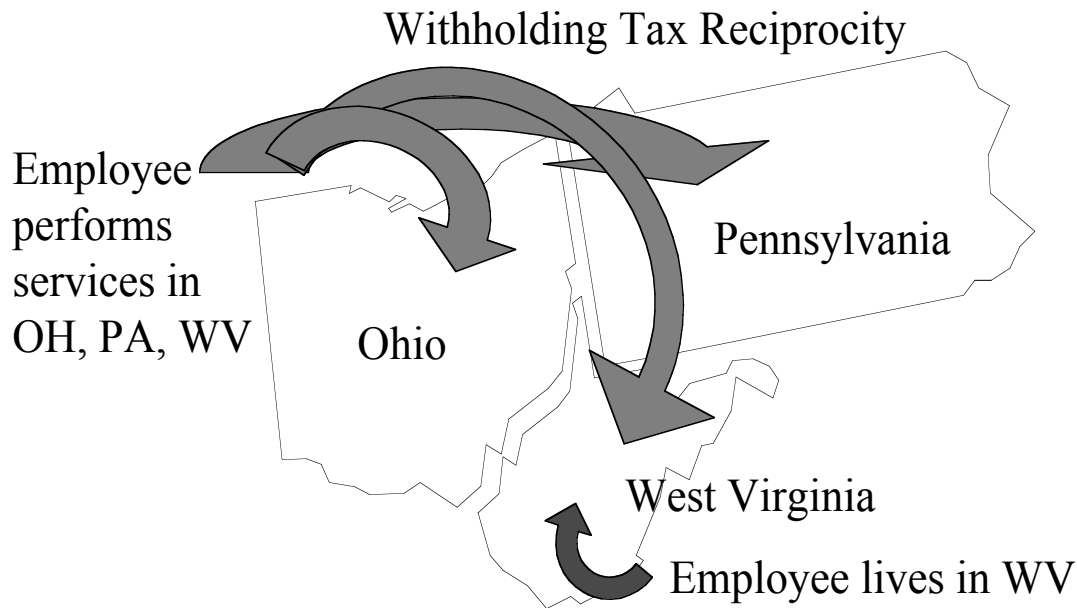 Withholding Tax Reciprocity
Employee
performs
services in
OH, PA, WV
Pennsylvania
Ohio
West Virginia
Employee lives in WV